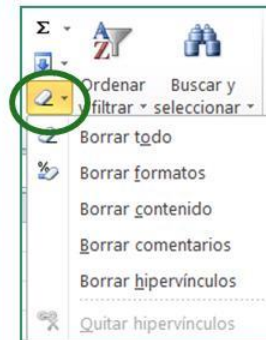 Σ
Ordenar Buscar y
y filtrar seleccionar
Borrar todo
Borrar formatos
Borrar contenido
Borrar comentarios
Borrar hipervínculos
Quitar hipervínculos